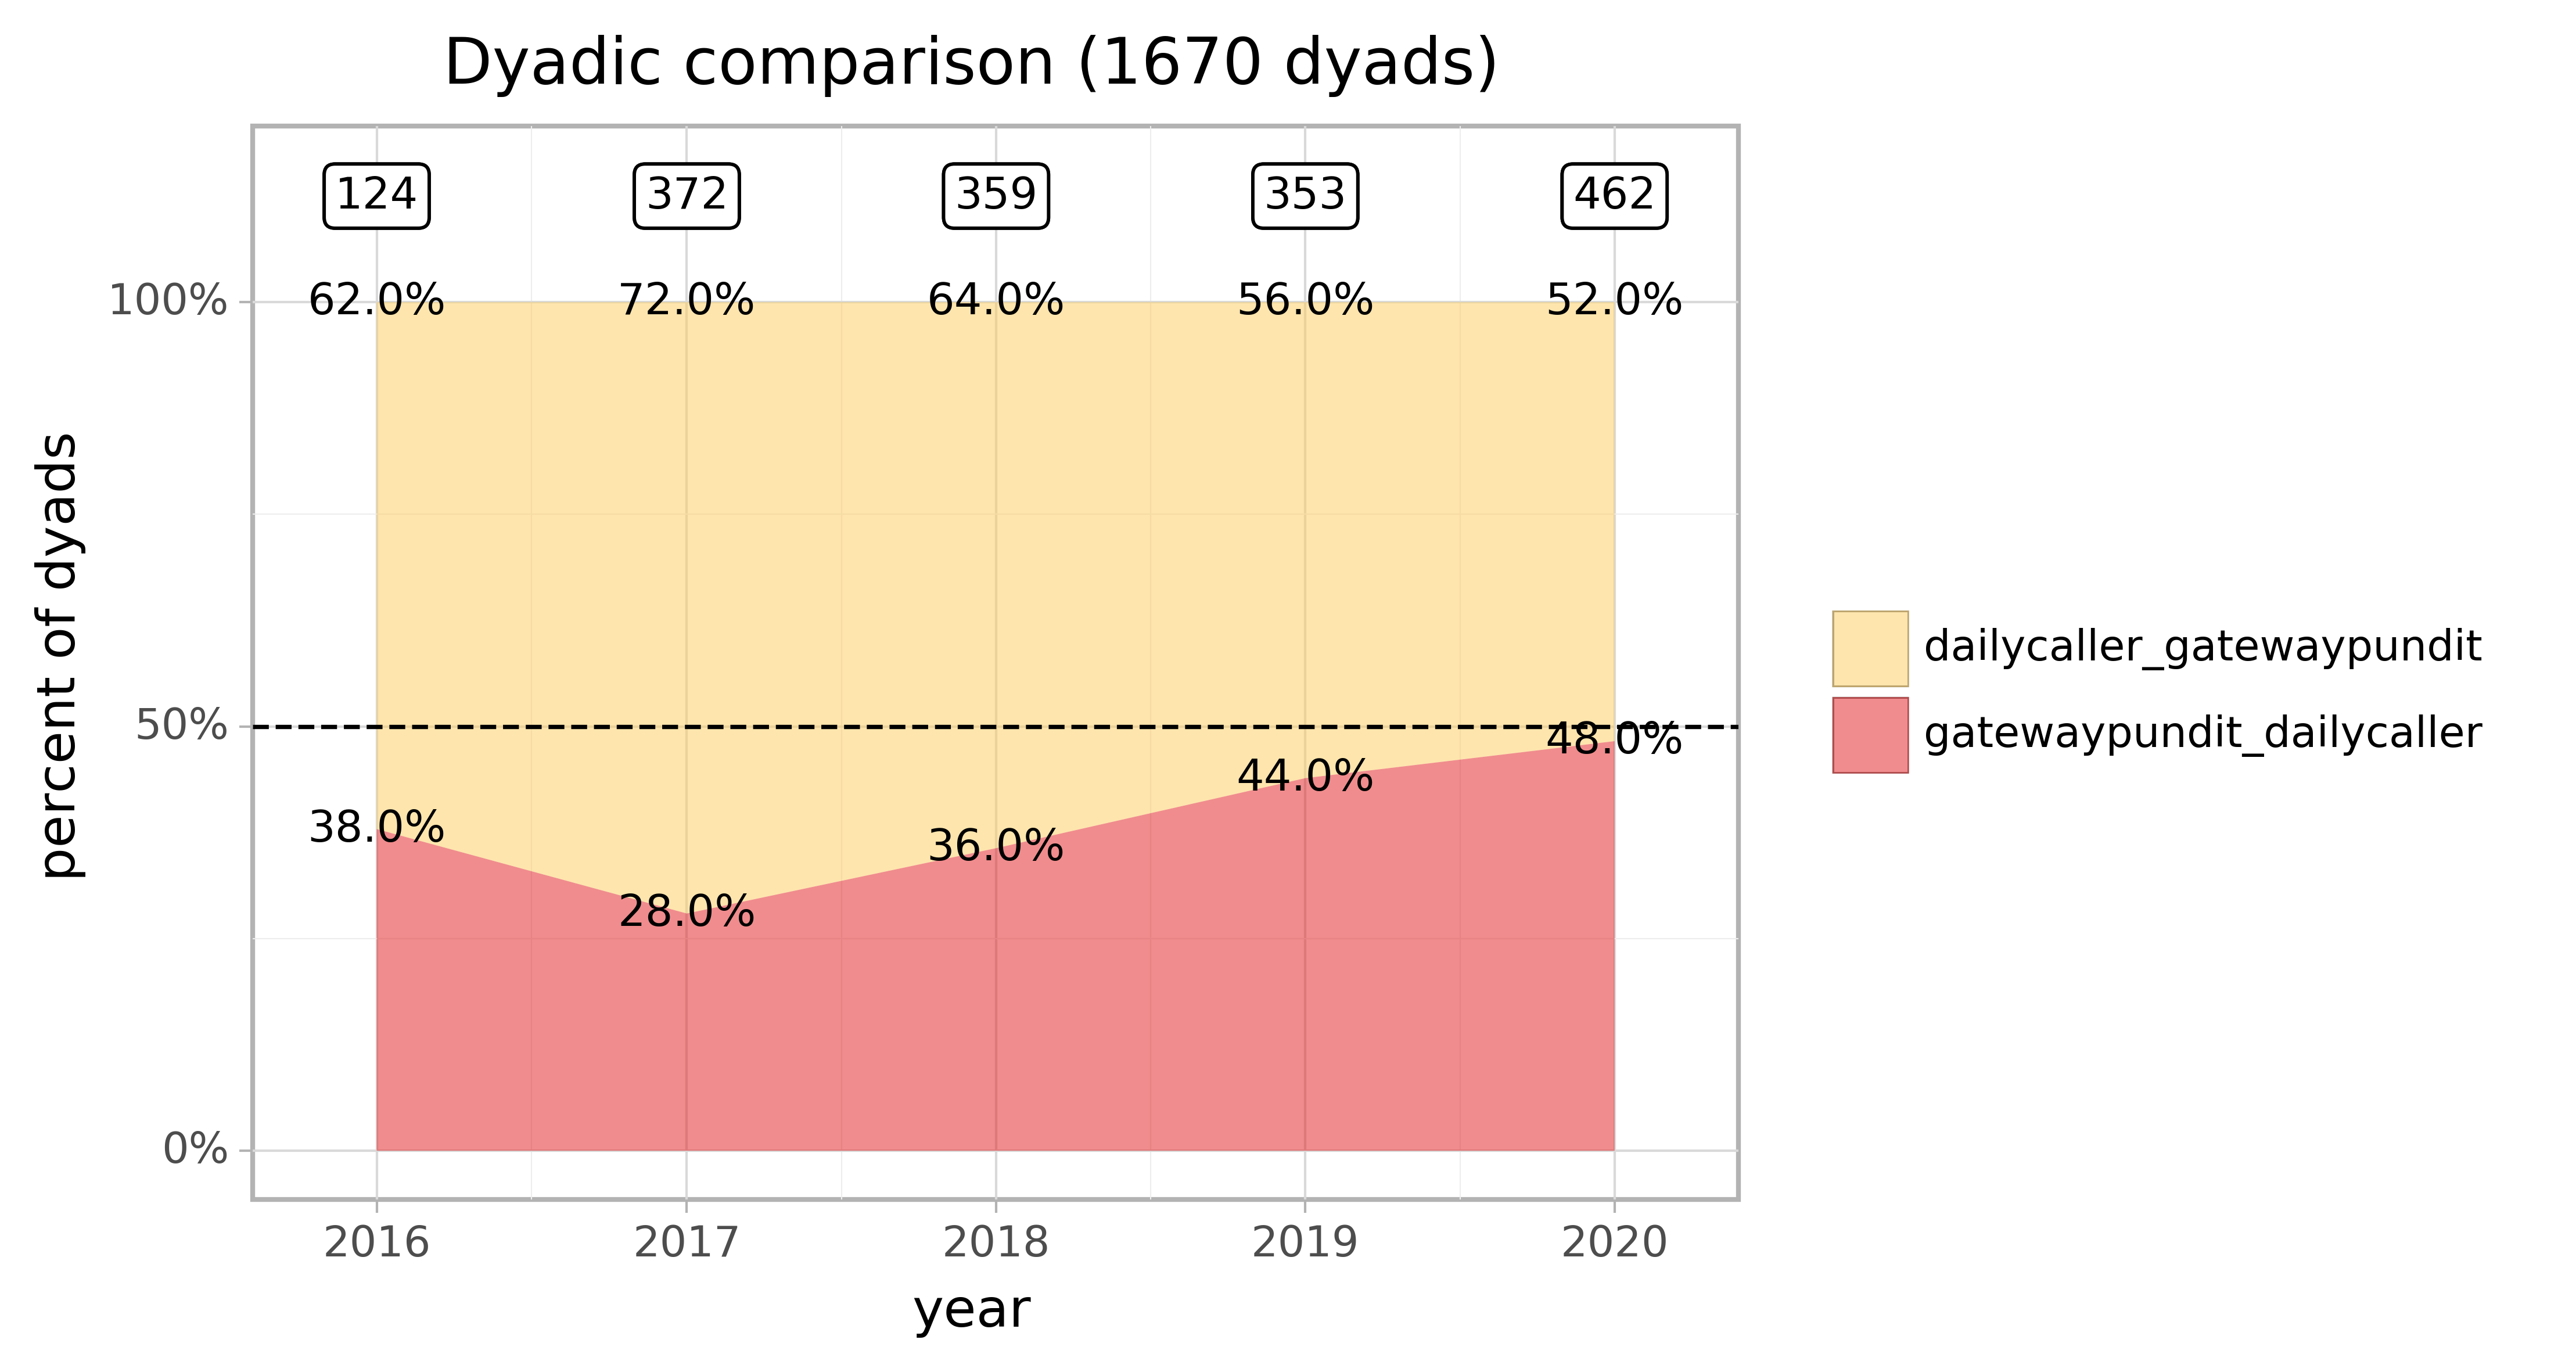 Dyadic comparison (1670 dyads)
124 372 359 353 462
100% 62.0% 72.0% 64.0% 56.0% 52.0%
percent of dyads
dailycaller_gatewaypundit
gatewaypundit_dailycaller
50%
48.0%
44.0%
38.0%
36.0%
28.0%
0%
2016 2017 2018 2019 2020
year